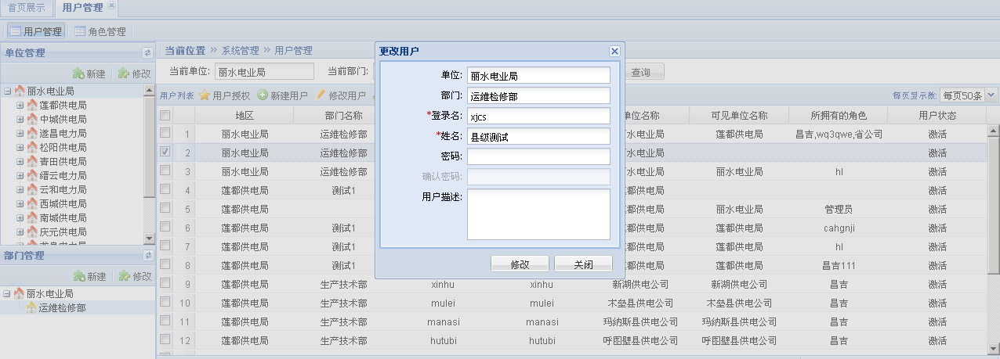 首页展示 用户管理
用户管理 角色管理
单位管理
新建 修改
丽水电业局
莲都供电局
中城供电局
遂昌电力局
松阳供电局
青田供电局
缙云电力局
云和电力局
西城供电局
南城供电局
庆元供电局
部门管理
新建 修改
丽水电业局
运维检修部
当前位置 >> 系统管理 >> 用户管理
当前单位: 丽水电业局 当前部门: 查询
用户列表 用户授权 新建用户 修改用户 每页显示数: 每页50条
地区 部门名称 单位名称 可见单位名称 所拥有的角色 用户状态
1 丽水电业局 运维检修部 水电业局 莲都供电局 昌吉,wq3qwe,省公司 激活
2 丽水电业局 运维检修部 水电业局 激活
3 丽水电业局 运维检修部 水电业局 丽水电业局 hl 激活
4 莲都供电局 测试1 都供电局 激活
5 莲都供电局 都供电局 丽水电业局 管理员 激活
6 莲都供电局 测试1 都供电局 莲都供电局 cahgnji 激活
7 莲都供电局 测试1 都供电局 莲都供电局 hl 激活
8 莲都供电局 测试1 都供电局 莲都供电局 昌吉111 激活
9 莲都供电局 生产技术部 xinhu xinhu 新湖供电公司 新湖供电公司 昌吉 激活
10 莲都供电局 生产技术部 mulei mulei 木垒县供电公司 木垒县供电公司 昌吉 激活
11 莲都供电局 生产技术部 manasi manasi 玛纳斯县供电公司 玛纳斯县供电公司 昌吉 激活
12 莲都供电局 生产技术部 hutubi hutubi 呼图壁县供电公司 呼图壁县供电公司 昌吉 激活
更改用户
单位: 丽水电业局
部门: 运维检修部
*登录名: xjcs
*姓名: 县级测试
密码:
确认密码:
用户描述:
修改 关闭